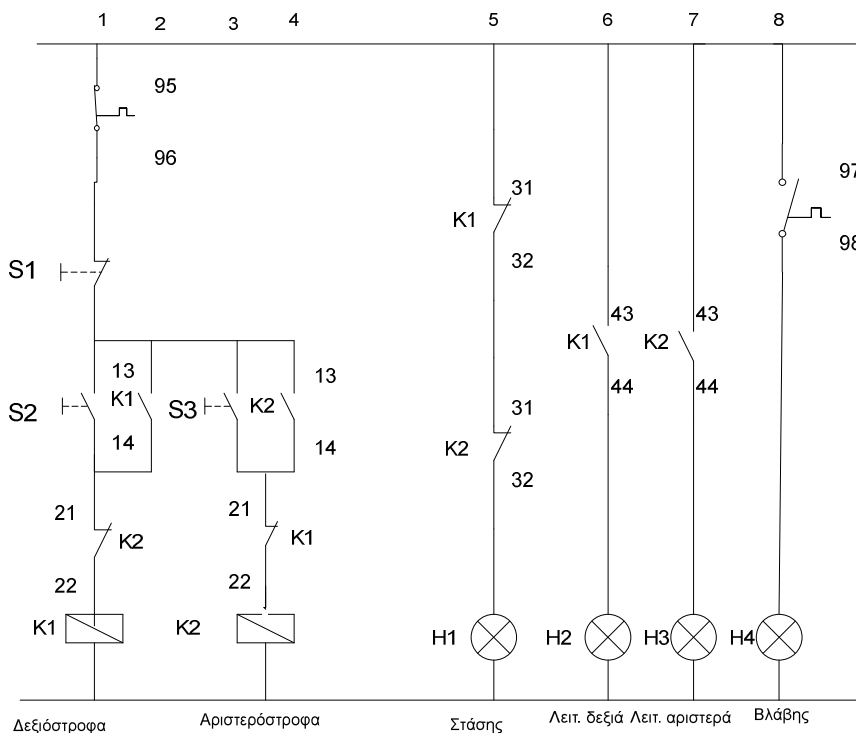 1 2 3 4 5 6 7 8
95
96
97
98
31
K1
32
S1
43 43
K1 K2
44 44
13 13
S2 K1 S3 K2
14 14
31
K2
32
21 21
K2 K1
22 22
K1 K2 H1 H2 H3 H4
Δεξιόστροφα Αριστερόστροφα Στάσης Λειτ. δεξιά Λειτ. αριστερά Βλάβης